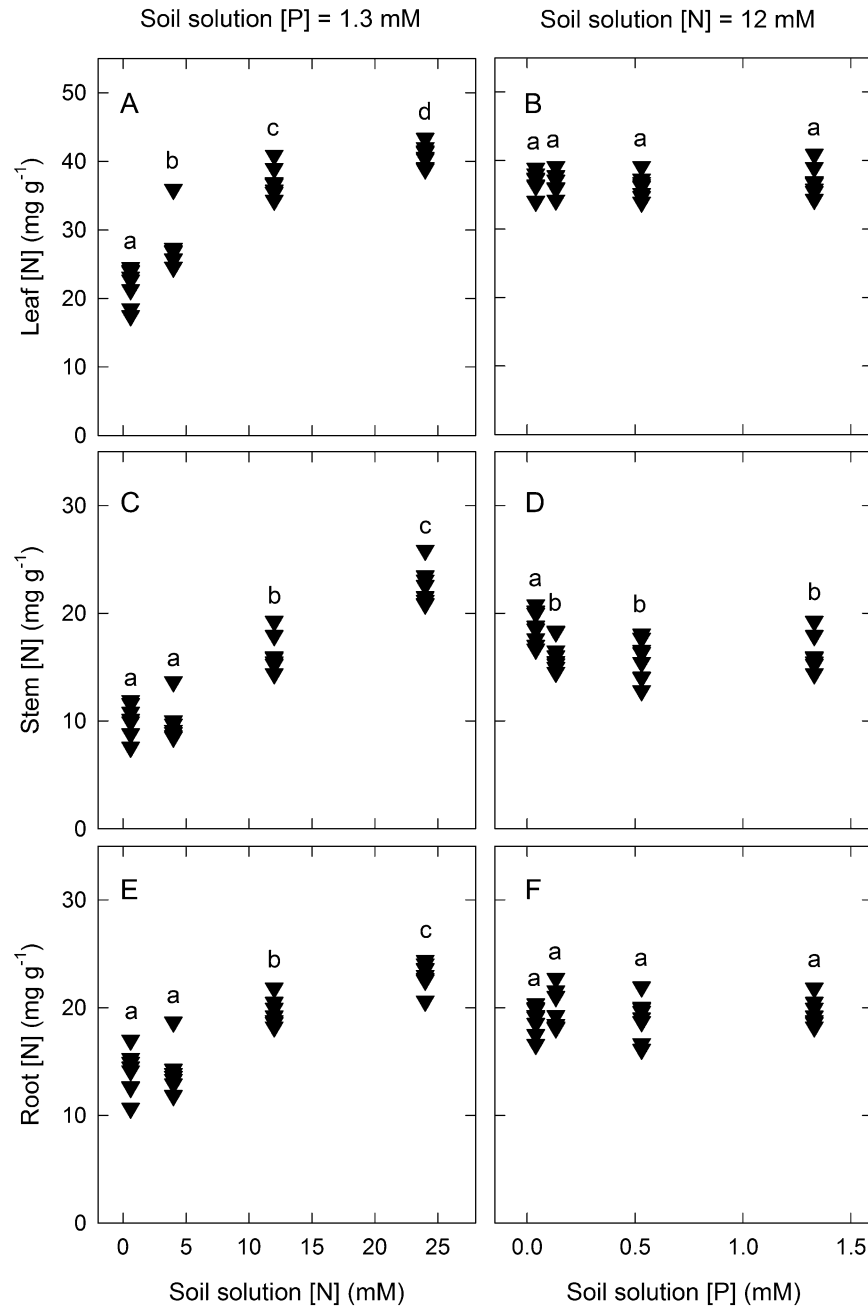 Soil solution [P] = 1.3 mM
Soil solution [N] = 12 mM
A
B
a
b
c
d
a
a
a
a
50
40
30
20
10
0
Leaf [N] (mg g⁻¹)
C
D
a
a
b
c
a
b
b
b
30
20
10
0
Stem [N] (mg g⁻¹)
E
F
a
a
b
c
a
a
a
a
30
20
10
0
Root [N] (mg g⁻¹)
0 5 10 15 20 25
0.0 0.5 1.0 1.5
Soil solution [N] (mM)
Soil solution [P] (mM)